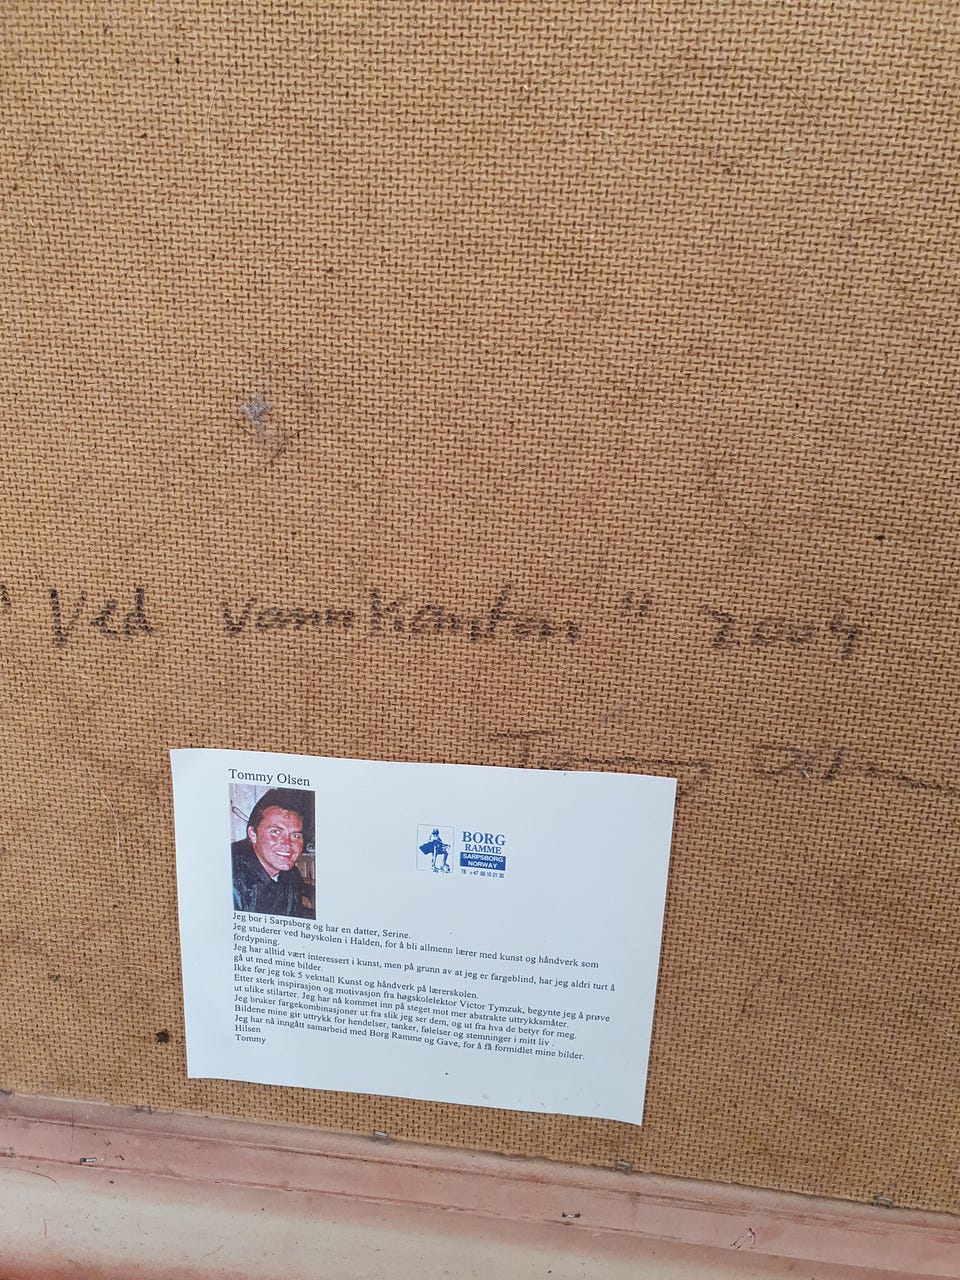 " Ved vannkanten " 2004
Tommy Olsen
Tommy Olsen
BORG
RAMME
SARPSBORG
NORWAY
Jeg bor i Sarpsborg og har en datter, Serine.
Jeg studerer ved høyskolen i Halden, for å bli allmenn lærer med kunst og håndverk som
fordypning.
Jeg har alltid vært interessert i kunst, men på grunn av at jeg er fargeblind, har jeg aldri turt å
gå ut med mine bilder.
Ikke før jeg tok 5 vekttall Kunst og håndverk på lærerskolen.
Etter sterk inspirasjon og motivasjon fra høgskolelektor Victor Tymzuk, begynte jeg å prøve
ut ulike stilarter. Jeg har nå kommet inn på steget mot mer abstrakte uttrykksmåter.
Jeg bruker fargekombinasjoner ut fra slik jeg ser dem, og ut fra hva de betyr for meg.
Bildene mine gir uttrykk for hendelser, tanker, følelser og stemninger i mitt liv .
Jeg har nå inngått samarbeid med Borg Ramme og Gave, for å få formidlet mine bilder.
Hilsen
Tommy